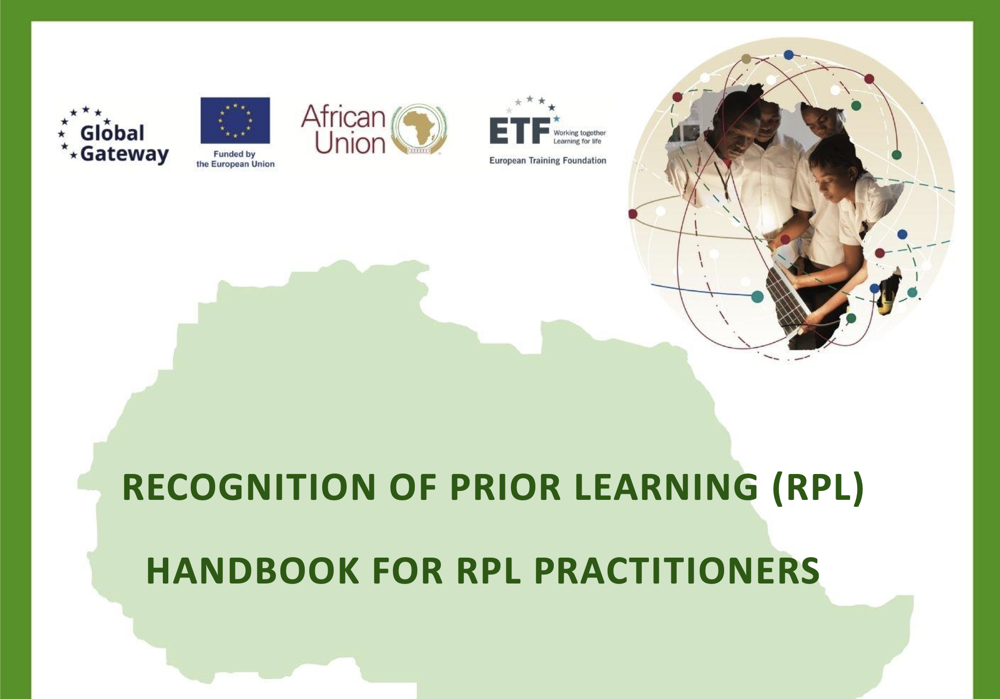 Global
Gateway
Funded by
the European Union
African
Union
ETF
Working together
Learning for life
European Training Foundation
RECOGNITION OF PRIOR LEARNING (RPL)
HANDBOOK FOR RPL PRACTITIONERS